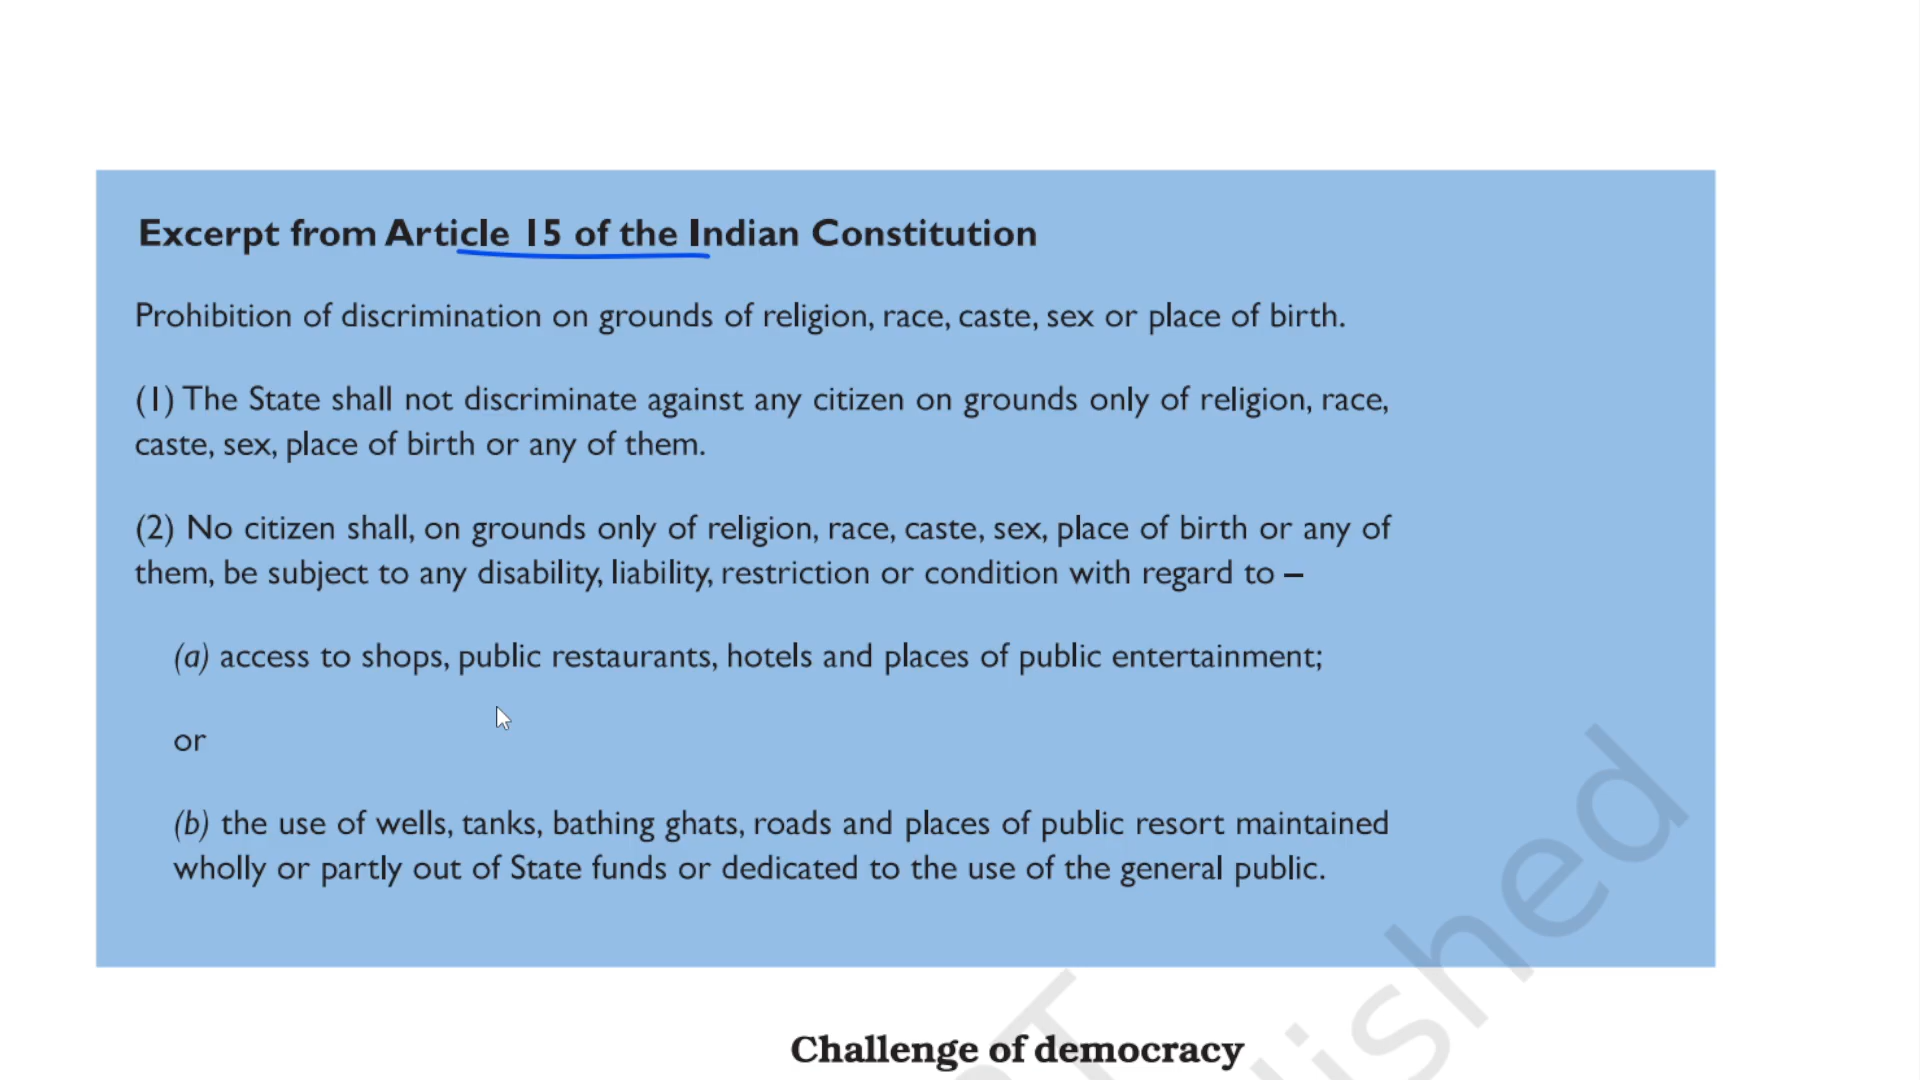 Excerpt from Article 15 of the Indian Constitution
Prohibition of discrimination on grounds of religion, race, caste, sex or place of birth.
(1) The State shall not discriminate against any citizen on grounds only of religion, race,
caste, sex, place of birth or any of them.
(2) No citizen shall, on grounds only of religion, race, caste, sex, place of birth or any of
them, be subject to any disability, liability, restriction or condition with regard to –
(a) access to shops, public restaurants, hotels and places of public entertainment;
or
(b) the use of wells, tanks, bathing ghats, roads and places of public resort maintained
wholly or partly out of State funds or dedicated to the use of the general public.
Challenge of democracy